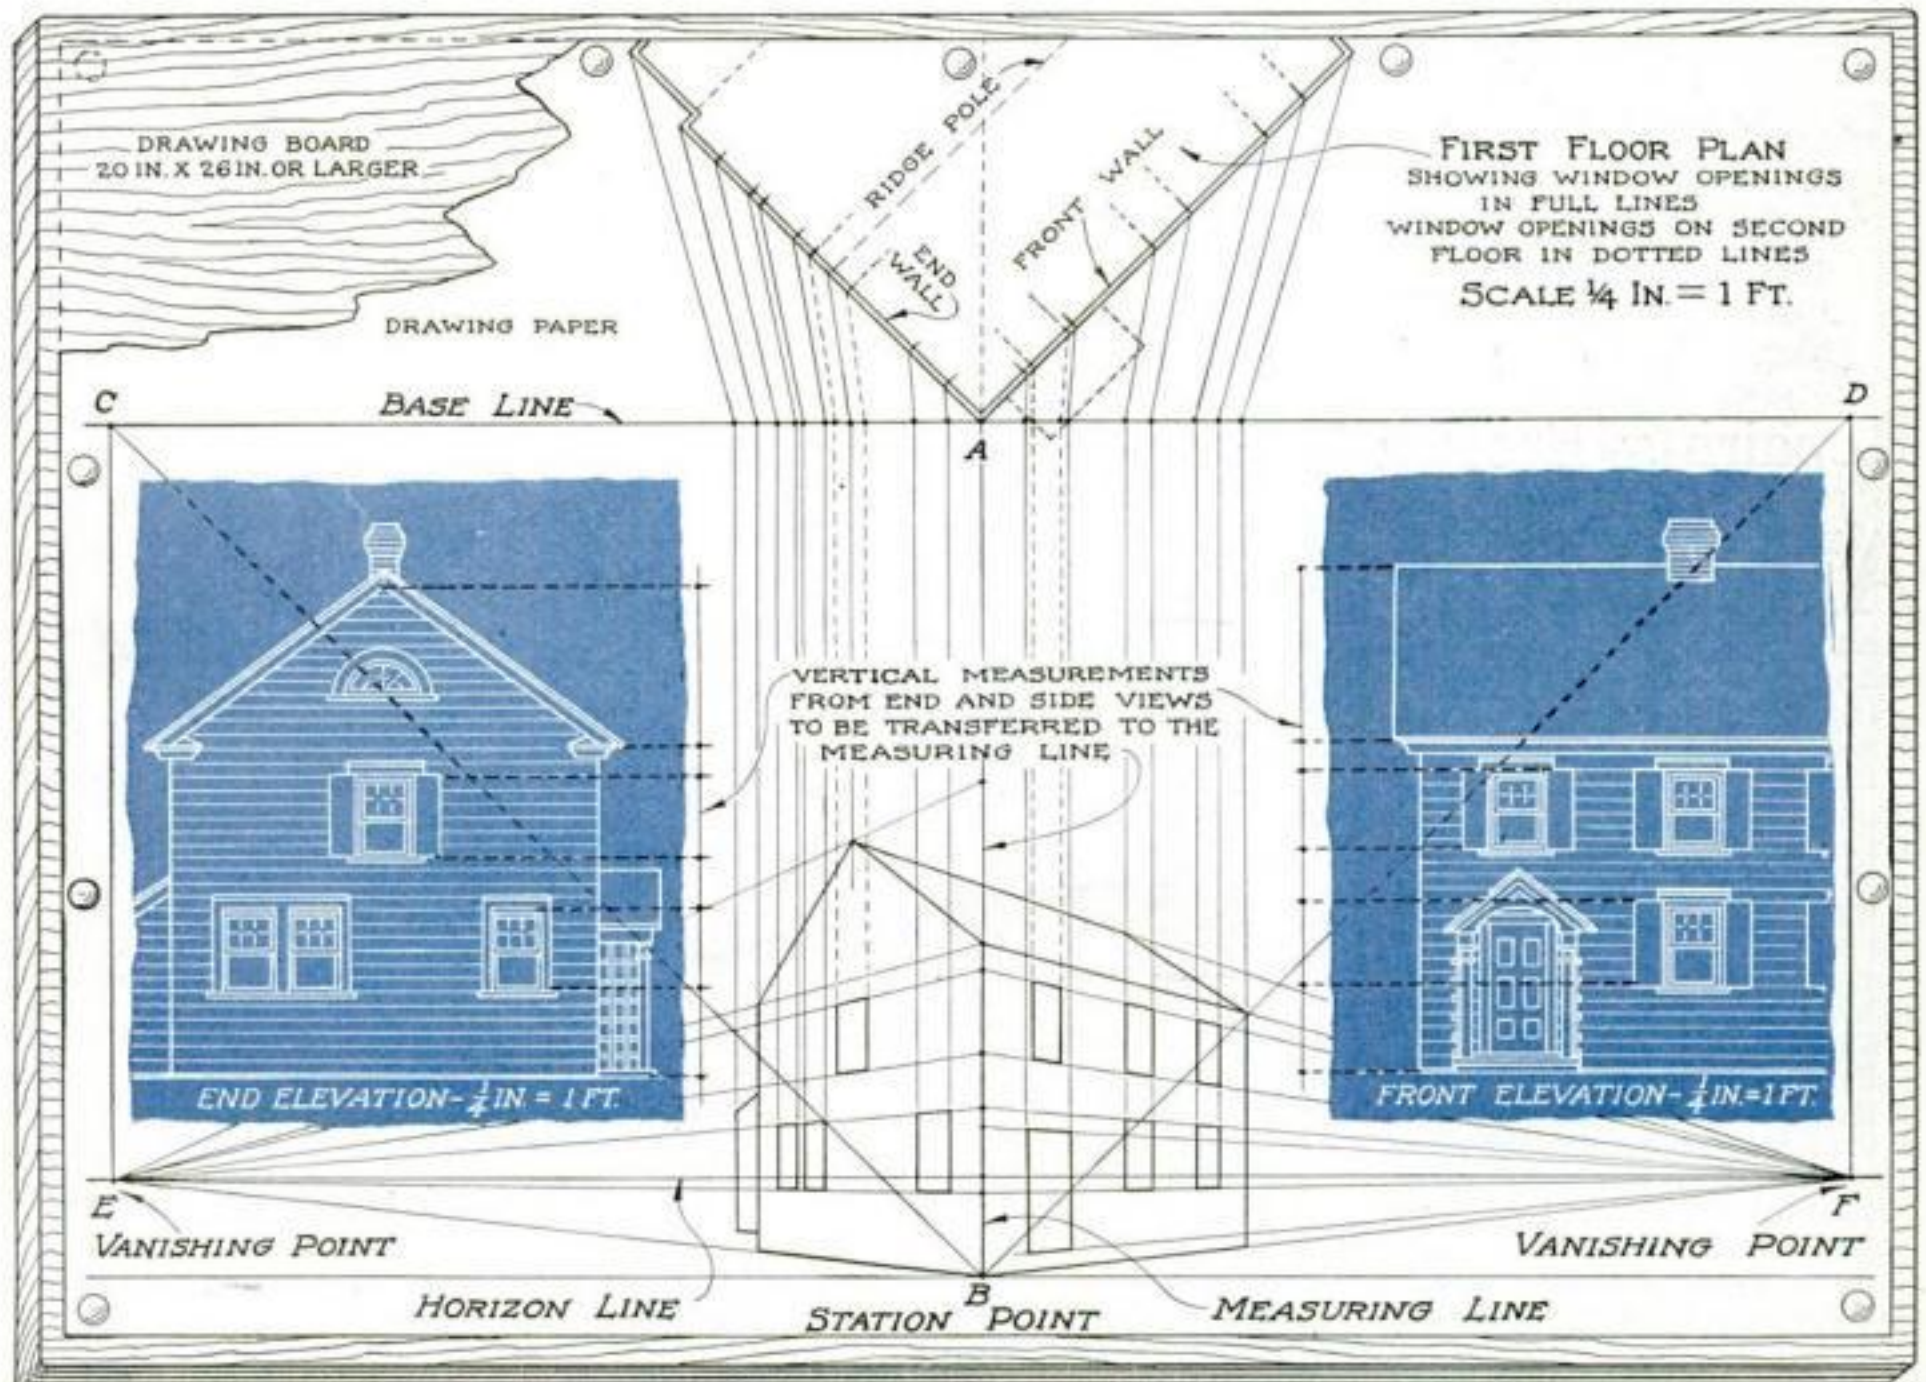 DRAWING BOARD
20 IN. X 26 IN. OR LARGER
DRAWING PAPER
RIDGE POLE
END
WALL
FRONT WALL
FIRST FLOOR PLAN
SHOWING WINDOW OPENINGS
IN FULL LINES
WINDOW OPENINGS ON SECOND
FLOOR IN DOTTED LINES
SCALE ¼ IN. = 1 FT.
C
BASE LINE
A
D
VERTICAL MEASUREMENTS
FROM END AND SIDE VIEWS
TO BE TRANSFERRED TO THE
MEASURING LINE
END ELEVATION-¼ IN. = 1 FT.
FRONT ELEVATION-¼ IN.=1 FT.
E
VANISHING POINT
F
VANISHING POINT
HORIZON LINE
B
STATION POINT
MEASURING LINE